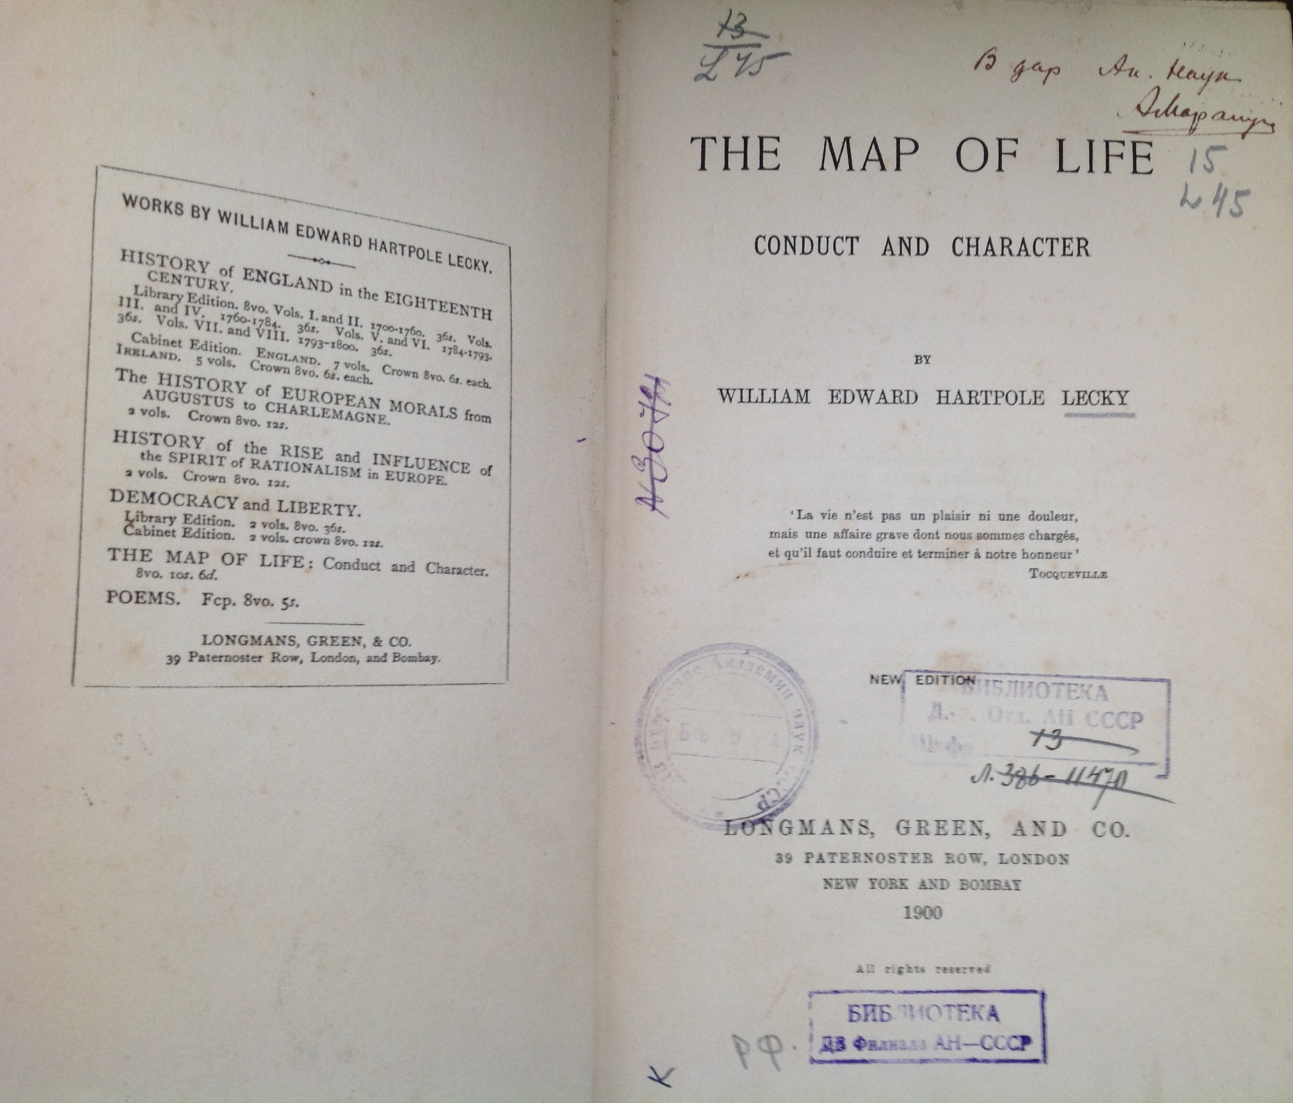 WORKS BY WILLIAM EDWARD HARTPOLE LECKY.
HISTORY of ENGLAND in the EIGHTEENTH
CENTURY.
Library Edition. 8vo. Vols. I. and II. 1700-1760. 36s. Vols.
III. and IV. 1760-1784. 36s. Vols. V. and VI. 1784-1793.
36s. Vols. VII. and VIII. 1793-1800. 36s.
Cabinet Edition. ENGLAND. 7 vols. Crown 8vo. 6s. each.
IRELAND. 5 vols. Crown 8vo. 6s. each.
The HISTORY of EUROPEAN MORALS from
AUGUSTUS to CHARLEMAGNE.
2 vols. Crown 8vo. 12s.
HISTORY of the RISE and INFLUENCE of
the SPIRIT of RATIONALISM in EUROPE.
2 vols. Crown 8vo. 12s.
DEMOCRACY and LIBERTY.
Library Edition. 2 vols. 8vo. 36s.
Cabinet Edition. 2 vols. crown 8vo. 12s.
THE MAP OF LIFE: Conduct and Character.
8vo. 10s. 6d.
POEMS. Fcp. 8vo. 5s.
LONGMANS, GREEN, & CO.
39 Paternoster Row, London, and Bombay.
13
L 45
В дар Ак. Наук
THE MAP OF LIFE
15
L 45
CONDUCT AND CHARACTER
BY
WILLIAM EDWARD HARTPOLE LECKY
'La vie n'est pas un plaisir ni une douleur,
mais une affaire grave dont nous sommes chargés,
et qu'il faut conduire et terminer à notre honneur'
TOCQUEVILLE
NEW EDITION
БИБЛИОТЕКА
АН СССР
13
Академии наук СССР
LONGMANS, GREEN, AND CO.
39 PATERNOSTER ROW, LONDON
NEW YORK AND BOMBAY
1900
All rights reserved
БИБЛИОТЕКА
ДВ Филиала АН—СССР
РФ.
К